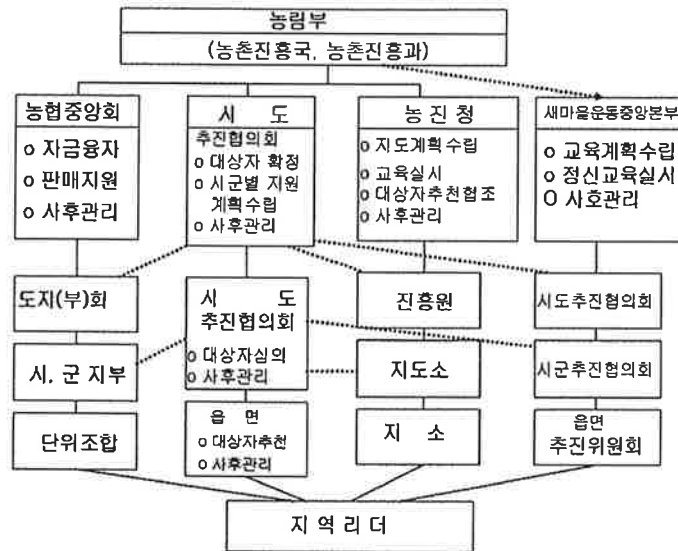 농림부
(농촌진흥국, 농촌진흥과)
농협중앙회
o 자금융자
o 판매지원
o 사후관리
시 도
추진협의회
o 대상자 확정
o 시군별 지원
계획수립
o 사후관리
농 진 청
o 지도계획수립
o 교육실시
o 대상자추천협조
o 사후관리
새마을운동중앙본부
o 교육계획수립
o 정신교육실시
O 사호관리
도지(부)회
시 도
추진협의회
o 대상자심의
o 사후관리
진흥원
시도추진협의회
시, 군 지부
지도소
시군추진협의회
단위조합
읍 면
o 대상자추천
o 사후관리
지 소
읍면
추진위원회
지 역 리 더